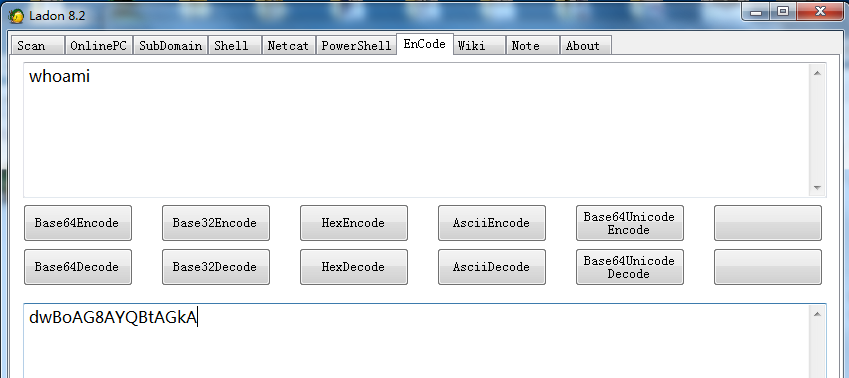 Ladon 8.2
Scan OnlinePC SubDomain Shell Netcat PowerShell EnCode Wiki Note About
whoami
Base64Encode Base32Encode HexEncode AsciiEncode Base64Unicode
Encode
Base64Decode Base32Decode HexDecode AsciiDecode Base64Unicode
Decode
dwBoAG8AYQBtAGkA